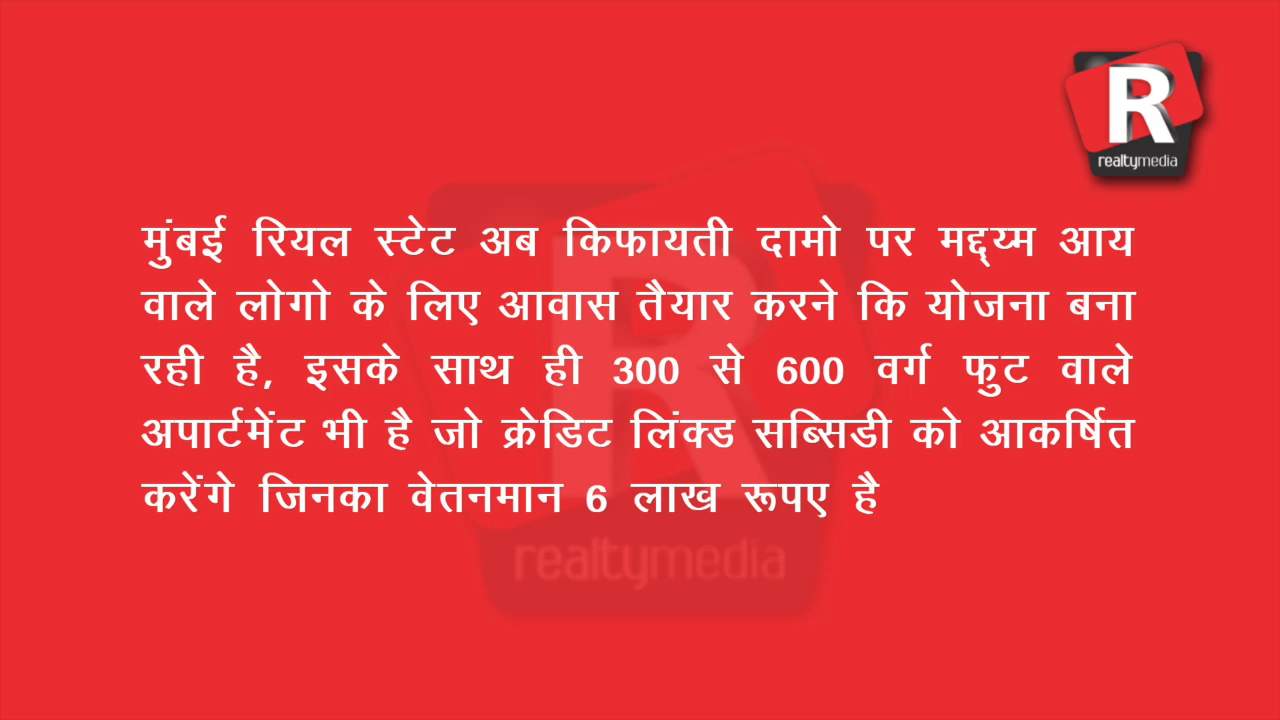 R
realtymedia
मुंबई रियल स्टेट अब किफायती दामो पर मद्द्य्म आय
वाले लोगो के लिए आवास तैयार करने कि योजना बना
रही है, इसके साथ ही 300 से 600 वर्ग फुट वाले
अपार्टमेंट भी है जो क्रेडिट लिंक्ड सब्सिडी को आकर्षित
करेंगे जिनका वेतनमान 6 लाख रूपए है
R
realtymedia